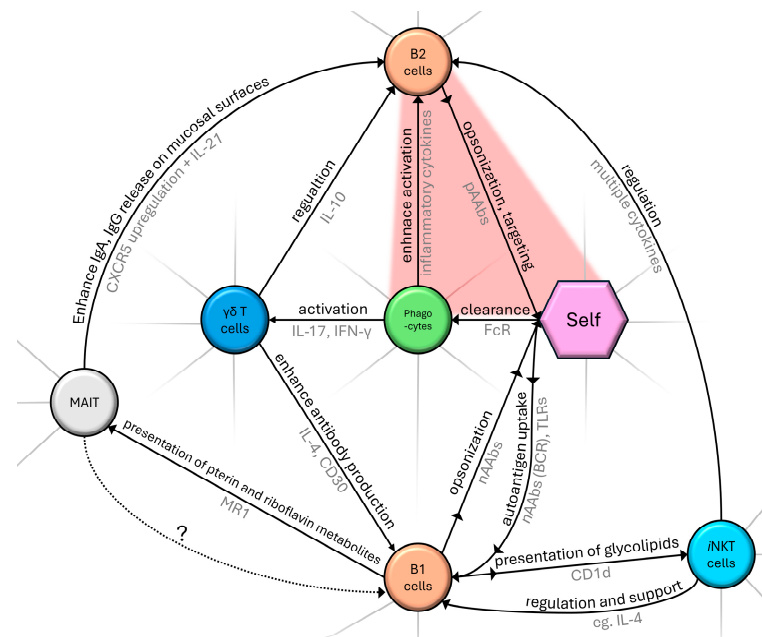 B2
cells
Enhance IgA, IgG release on mucosal surfaces
CXCR5 upregulation + IL-21
regualtion
IL-10
enhnace activation
inflammatory cytokines
opsonization, targeting
pAAbs
regulation
multiple cytokines
γδ T
cells
activation
IL-17, IFN-γ
Phago
-cytes
clearance
FcR
Self
MAIT
enhance antibody production
IL-4, CD30
opsonization
nAAbs
autoantigen uptake
nAAbs (BCR), TLRs
presentation of pterin and riboflavin metabolites
MR1
?
B1
cells
presentation of glycolipids
CD1d
iNKT
cells
regulation and support
eg. IL-4